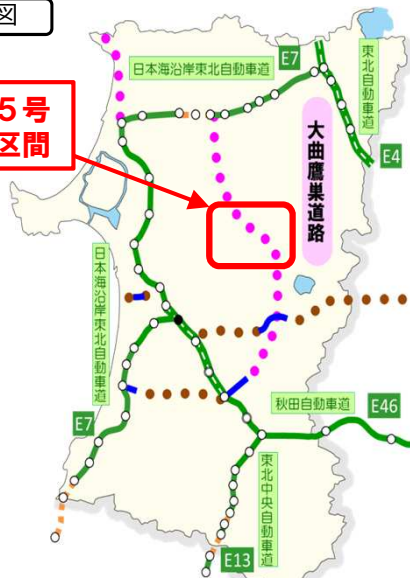 図
日本海沿岸東北自動車道
E7
東北自動車道
5号
区間
E4
大曲鷹巣道路
日本海沿岸東北自動車道
秋田自動車道
E46
E7
東北中央自動車道
E13